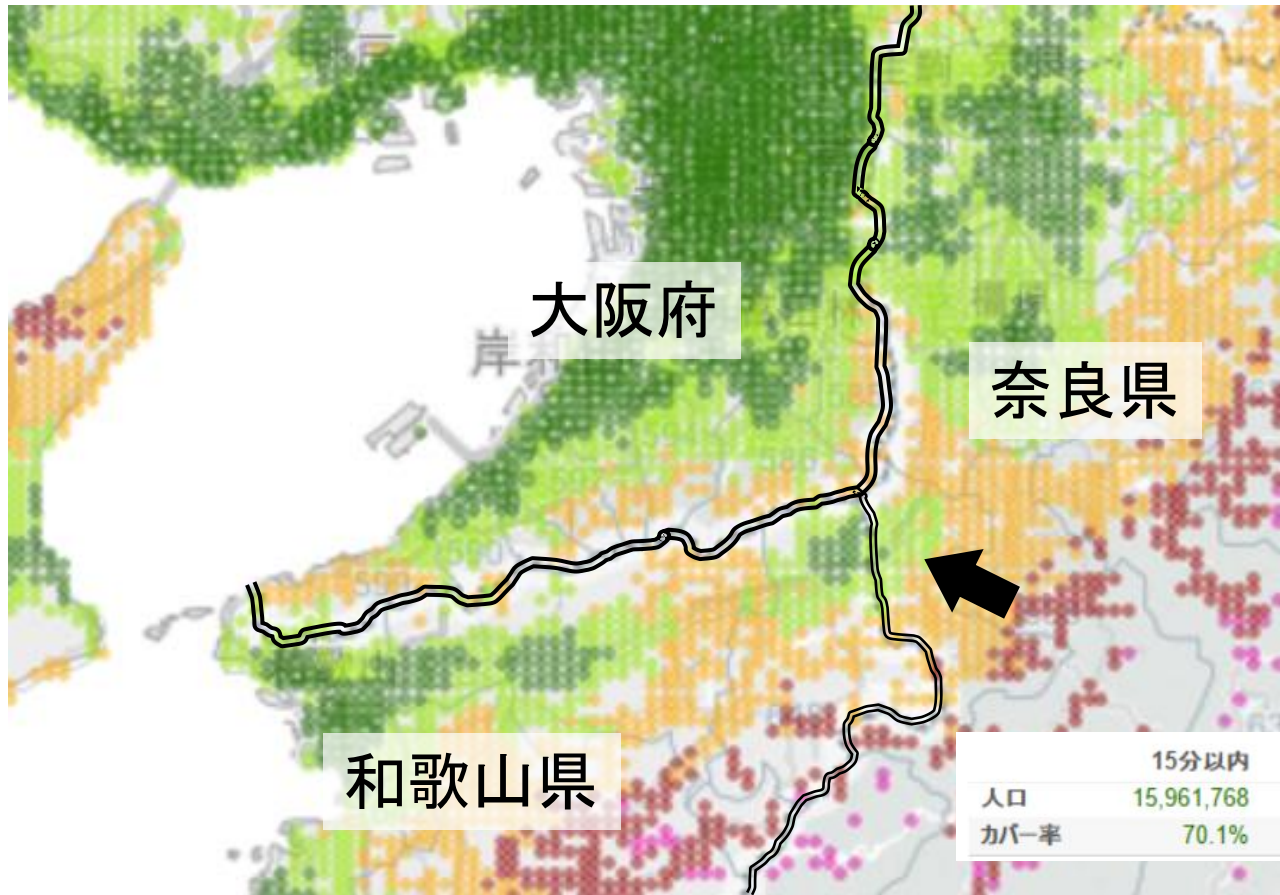 大阪府
岸
奈良県
和歌山県
15分以内
人口 15,961,768
カバー率 70.1%